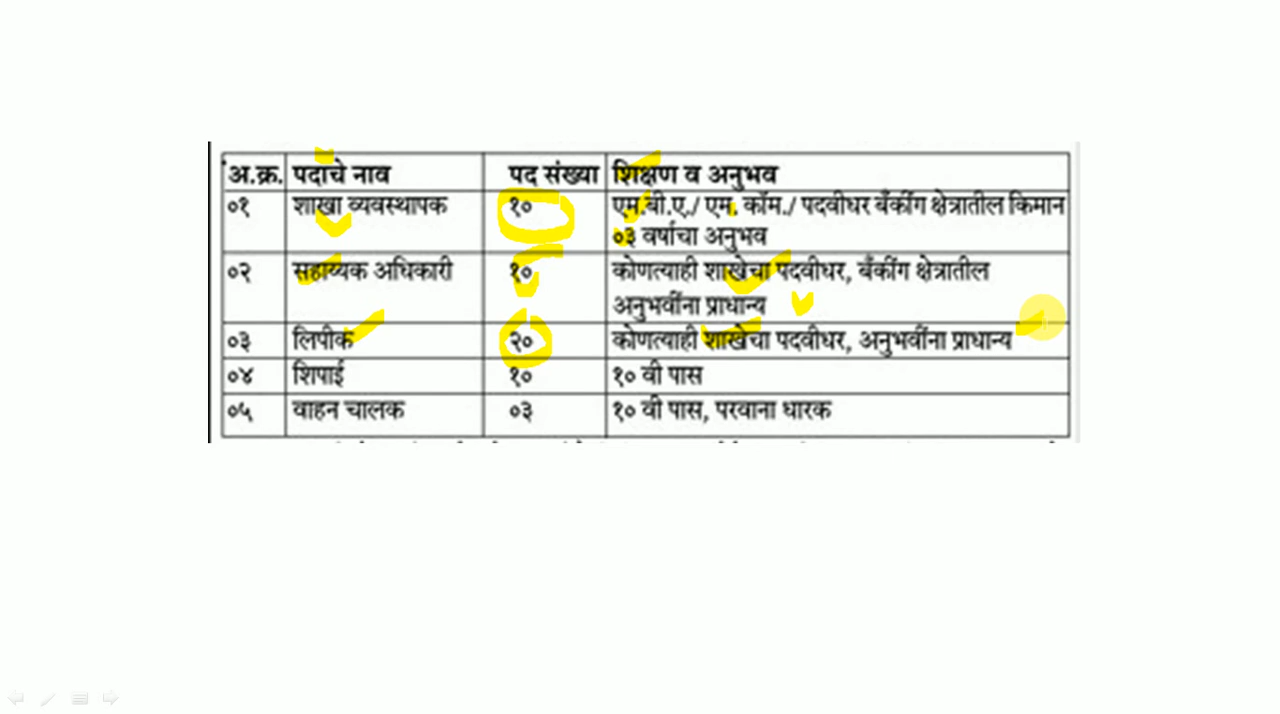 अ.क्र. पदाचे नाव पद संख्या शिक्षण व अनुभव
०१ शाखा व्यवस्थापक १० एम.बी.ए./ एम. कॉम./ पदवीधर बँकींग क्षेत्रातील किमान
०३ वर्षाचा अनुभव
०२ सहाय्यक अधिकारी १० कोणत्याही शाखेचा पदवीधर, बँकींग क्षेत्रातील
अनुभवींना प्राधान्य
०३ लिपीक २० कोणत्याही शाखेचा पदवीधर, अनुभवींना प्राधान्य
०४ शिपाई १० १० वी पास
०५ वाहन चालक ०३ १० वी पास, परवाना धारक